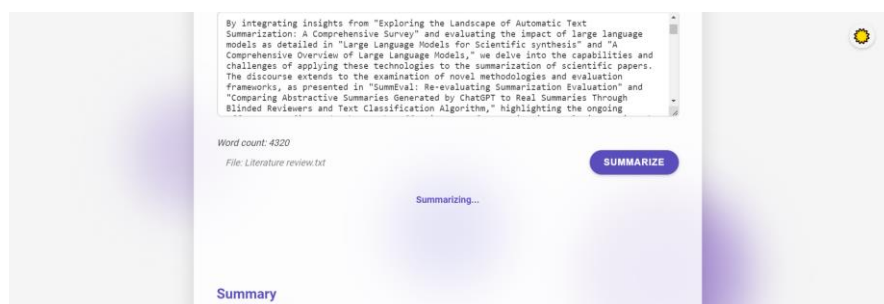 By integrating insights from "Exploring the Landscape of Automatic Text
Summarization: A Comprehensive Survey" and evaluating the impact of large language
models as detailed in "Large Language Models for Scientific synthesis" and "A
Comprehensive Overview of Large Language Models," we delve into the capabilities and
challenges of applying these technologies to the summarization of scientific papers.
The discourse extends to the examination of novel methodologies and evaluation
frameworks, as presented in "SummEval: Re-evaluating Summarization Evaluation" and
"Comparing Abstractive Summaries Generated by ChatGPT to Real Summaries Through
Blinded Reviewers and Text Classification Algorithm," highlighting the ongoing
Word count: 4320
File: Literature review.txt
SUMMARIZE
Summarizing...
Summary